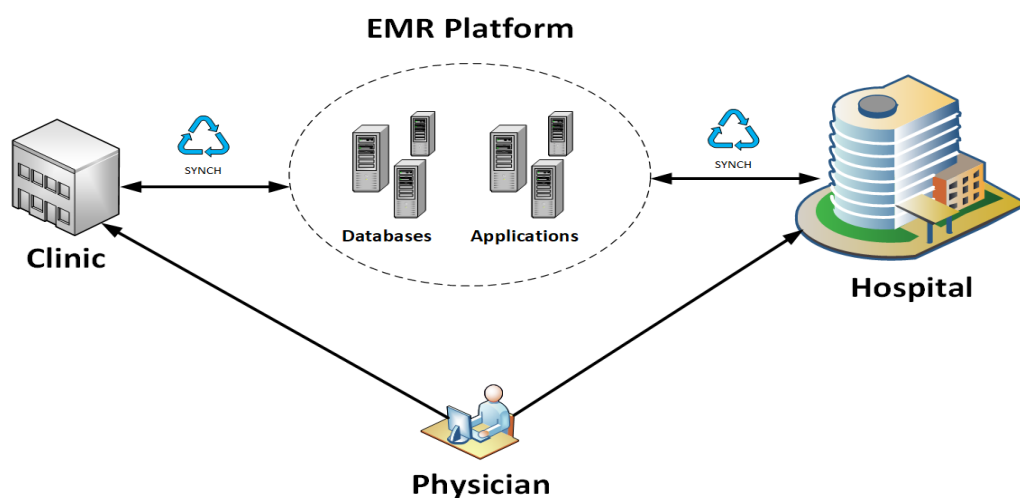 EMR Platform
SYNCH
SYNCH
Databases
Applications
Clinic
Hospital
Physician